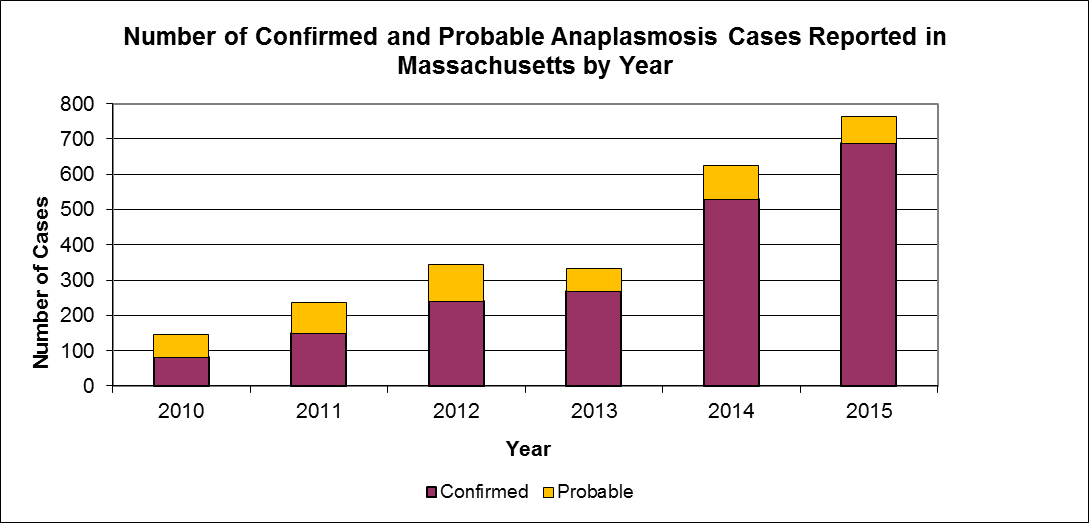 Number of Confirmed and Probable Anaplasmosis Cases Reported in
Massachusetts by Year
Number of Cases
800
700
600
500
400
300
200
100
0
2010 2011 2012 2013 2014 2015
Year
Confirmed Probable